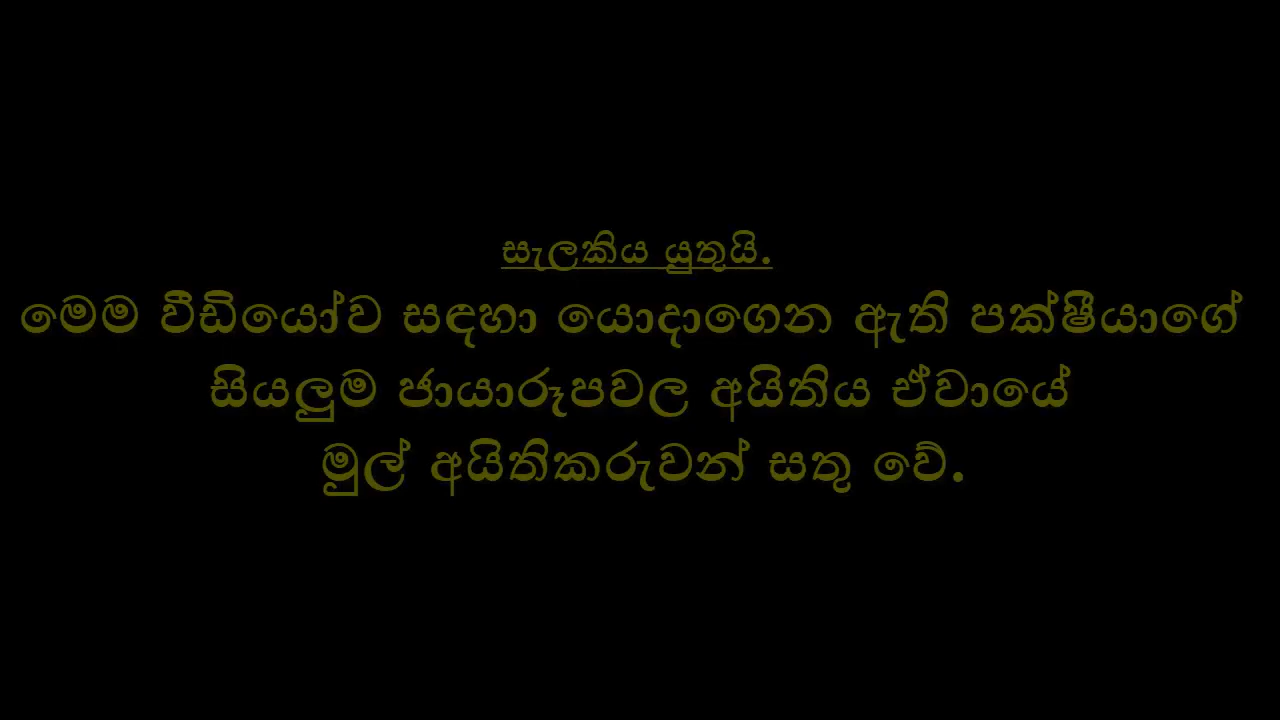 සැලකිය යුතුයි.
මෙම වීඩියෝව සඳහා යොදාගෙන ඇති පක්ෂීයාගේ
සියලුම ජායාරූපවල අයිතිය ඒවායේ
මුල් අයිතිකරුවන් සතු වේ.